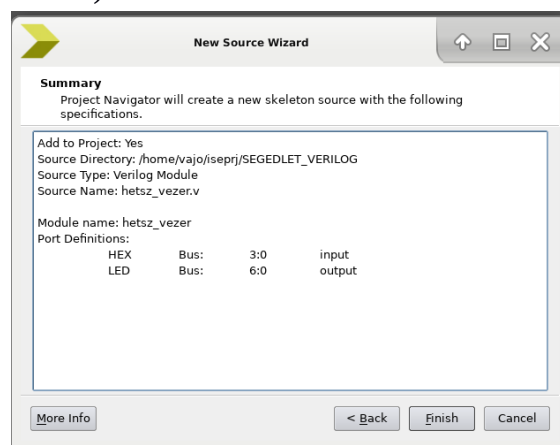 New Source Wizard
Summary
Project Navigator will create a new skeleton source with the following
specifications.
Add to Project: Yes
Source Directory: /home/vajo/iseprj/SEGEDLET_VERILOG
Source Type: Verilog Module
Source Name: hetsz_vezer.v
Module name: hetsz_vezer
Port Definitions:
HEX Bus: 3:0 input
LED Bus: 6:0 output
More Info < Back Finish Cancel